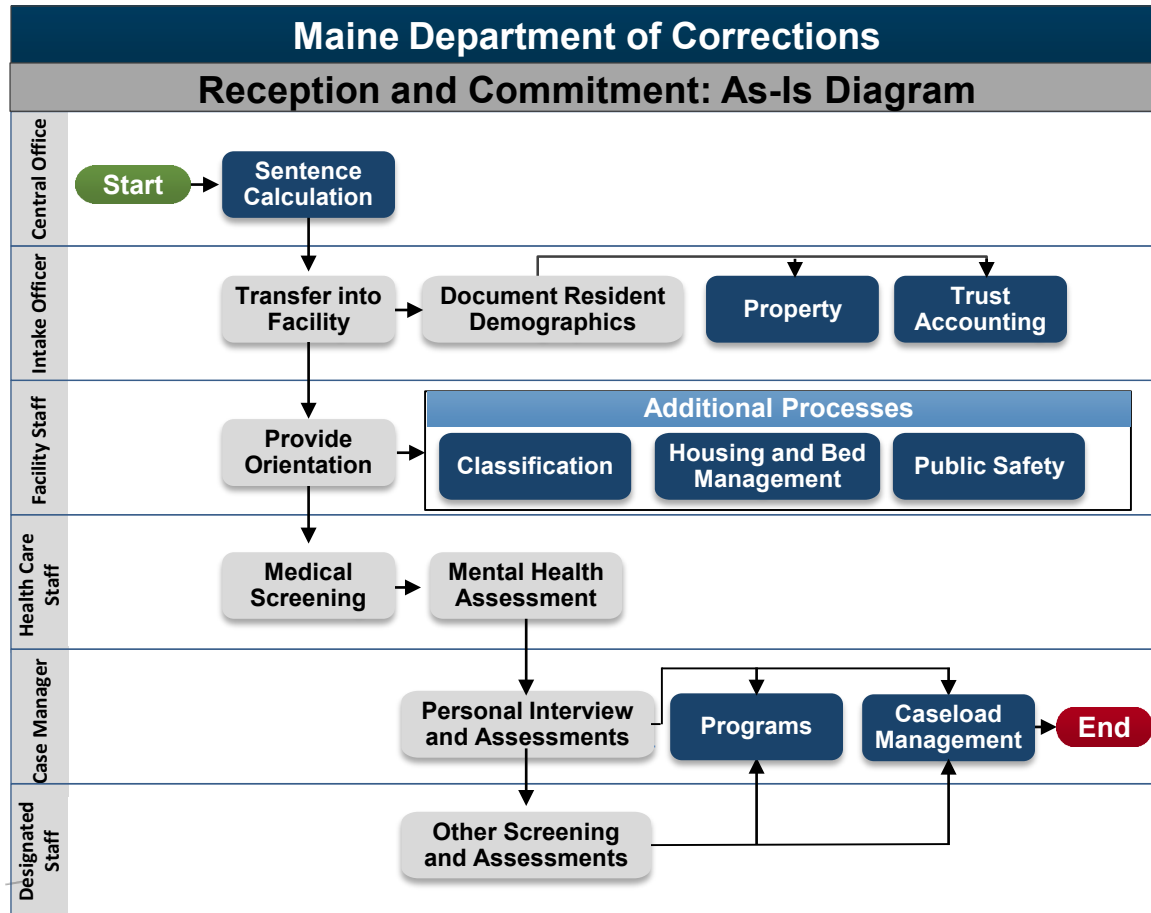 Maine Department of Corrections
Reception and Commitment: As-Is Diagram
Central Office
Start
Sentence
Calculation
Intake Officer
Transfer into
Facility
Document Resident
Demographics
Property
Trust
Accounting
Facility Staff
Provide
Orientation
Additional Processes
Classification
Housing and Bed
Management
Public Safety
Health Care
Staff
Medical
Screening
Mental Health
Assessment
Case Manager
Personal Interview
and Assessments
Programs
Caseload
Management
End
Designated
Staff
Other Screening
and Assessments